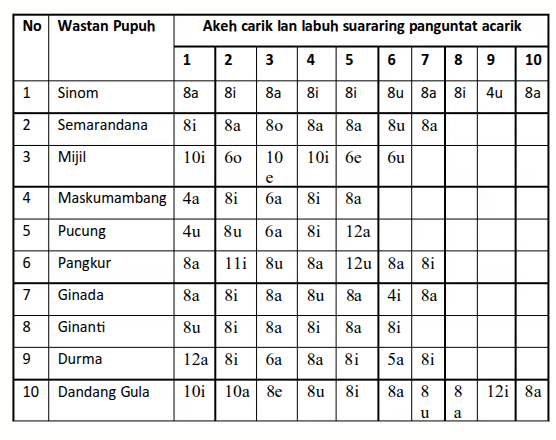 No Wastan Pupuh Akeh carik lan labuh suararing panguntat acarik
1 2 3 4 5 6 7 8 9 10
1 Sinom 8a 8i 8a 8i 8i 8u 8a 8i 4u 8a
2 Semarandana 8i 8a 8o 8a 8a 8u 8a
3 Mijil 10i 6o 10 e 10i 6e 6u
4 Maskumambang 4a 8i 6a 8i 8a
5 Pucung 4u 8u 6a 8i 12a
6 Pangkur 8a 11i 8u 8a 12u 8a 8i
7 Ginada 8a 8i 8a 8u 8a 4i 8a
8 Ginanti 8u 8i 8a 8i 8a 8i
9 Durma 12a 8i 6a 8a 8i 5a 8i
10 Dandang Gula 10i 10a 8e 8u 8i 8a 8 u 8 a 12i 8a